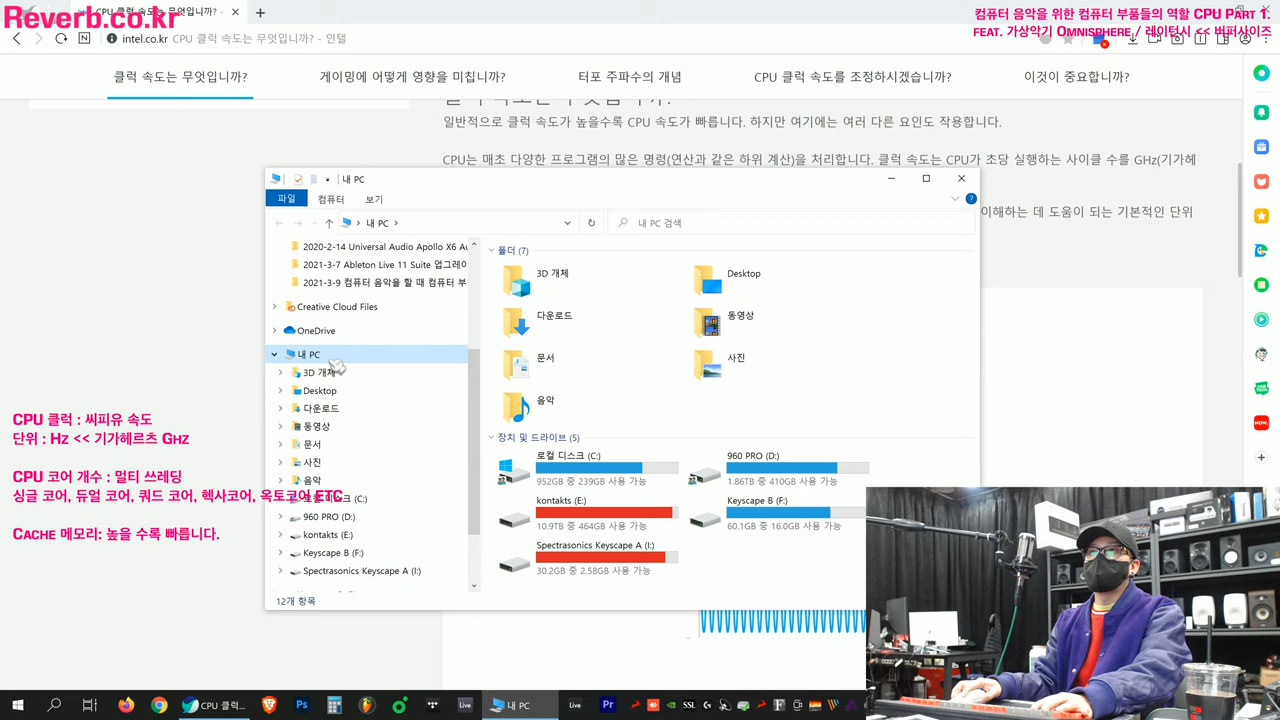 Reverb.co.kr
컴퓨터 음악을 위한 컴퓨터 부품들의 역할 CPU PART 1.
FEAT. 가상악기 OMNISPHERE / 레이턴시 << 버퍼사이즈
intel.co.kr CPU 클럭 속도는 무엇입니까? - 인텔
클럭 속도는 무엇입니까?
게이밍에 어떻게 영향을 미칩니까?
터포 주파수의 개념
CPU 클럭 속도를 조정하시겠습니까?
이것이 중요합니까?
일반적으로 클럭 속도가 높을수록 CPU 속도가 빠릅니다. 하지만 여기에는 여러 다른 요인도 작용합니다.
CPU는 매초 다양한 프로그램의 많은 명령(연산과 같은 하위 계산)을 처리합니다. 클럭 속도는 CPU가 초당 실행하는 사이클 수를 GHz(기가헤
이해하는 데 도움이 되는 기본적인 단위
내 PC
파일
컴퓨터
보기
내 PC
내 PC 검색
2020-2-14 Universal Audio Apollo X6 Au
2021-3-7 Ableton Live 11 Suite 업그레이
2021-3-9 컴퓨터 음악을 할 때 컴퓨터 부
Creative Cloud Files
OneDrive
내 PC
3D 개체
Desktop
다운로드
동영상
문서
사진
음악
960 PRO (D:)
kontakts (E:)
Keyscape B (F:)
Spectrasonics Keyscape A (I:)
폴더 (7)
3D 개체
Desktop
다운로드
동영상
문서
사진
음악
장치 및 드라이브 (5)
로컬 디스크 (C:)
952GB 중 239GB 사용 가능
960 PRO (D:)
1.86TB 중 410GB 사용 가능
kontakts (E:)
10.9TB 중 464GB 사용 가능
Keyscape B (F:)
60.1GB 중 16.0GB 사용 가능
Spectrasonics Keyscape A (I:)
30.2GB 중 2.58GB 사용 가능
12개 항목
CPU 클럭 : 씨피유 속도
단위 : HZ << 기가헤르츠 GHZ
CPU 코어 개수 : 멀티 쓰레딩
싱글 코어, 듀얼 코어, 쿼드 코어, 헥사코어, 옥토코어 ETC
CACHE 메모리: 높을 수록 빠릅니다.
CPU 클럭...
Ps
Live
내 PC
Live
Pr
SSL